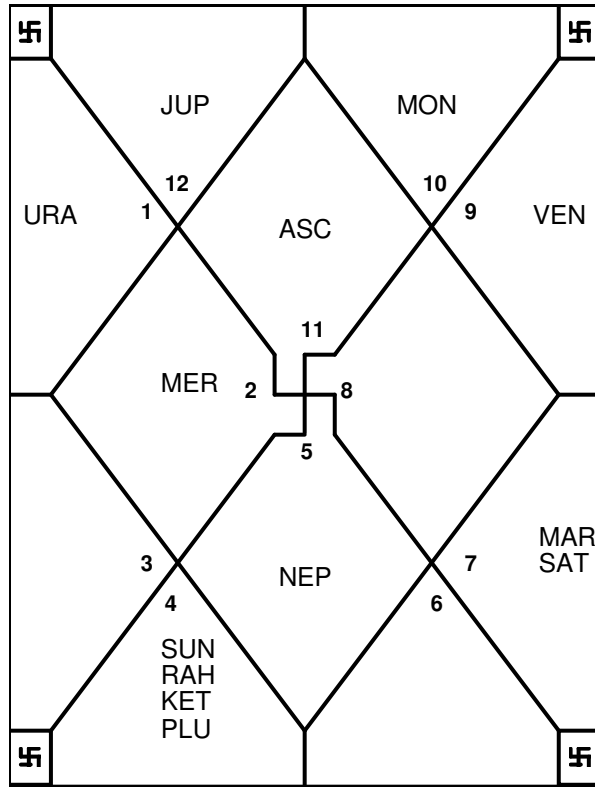 JUP
MON
12
10
URA
1
ASC
9
VEN
11
MER
2
8
5
3
NEP
7
MAR
SAT
4
6
SUN
RAH
KET
PLU